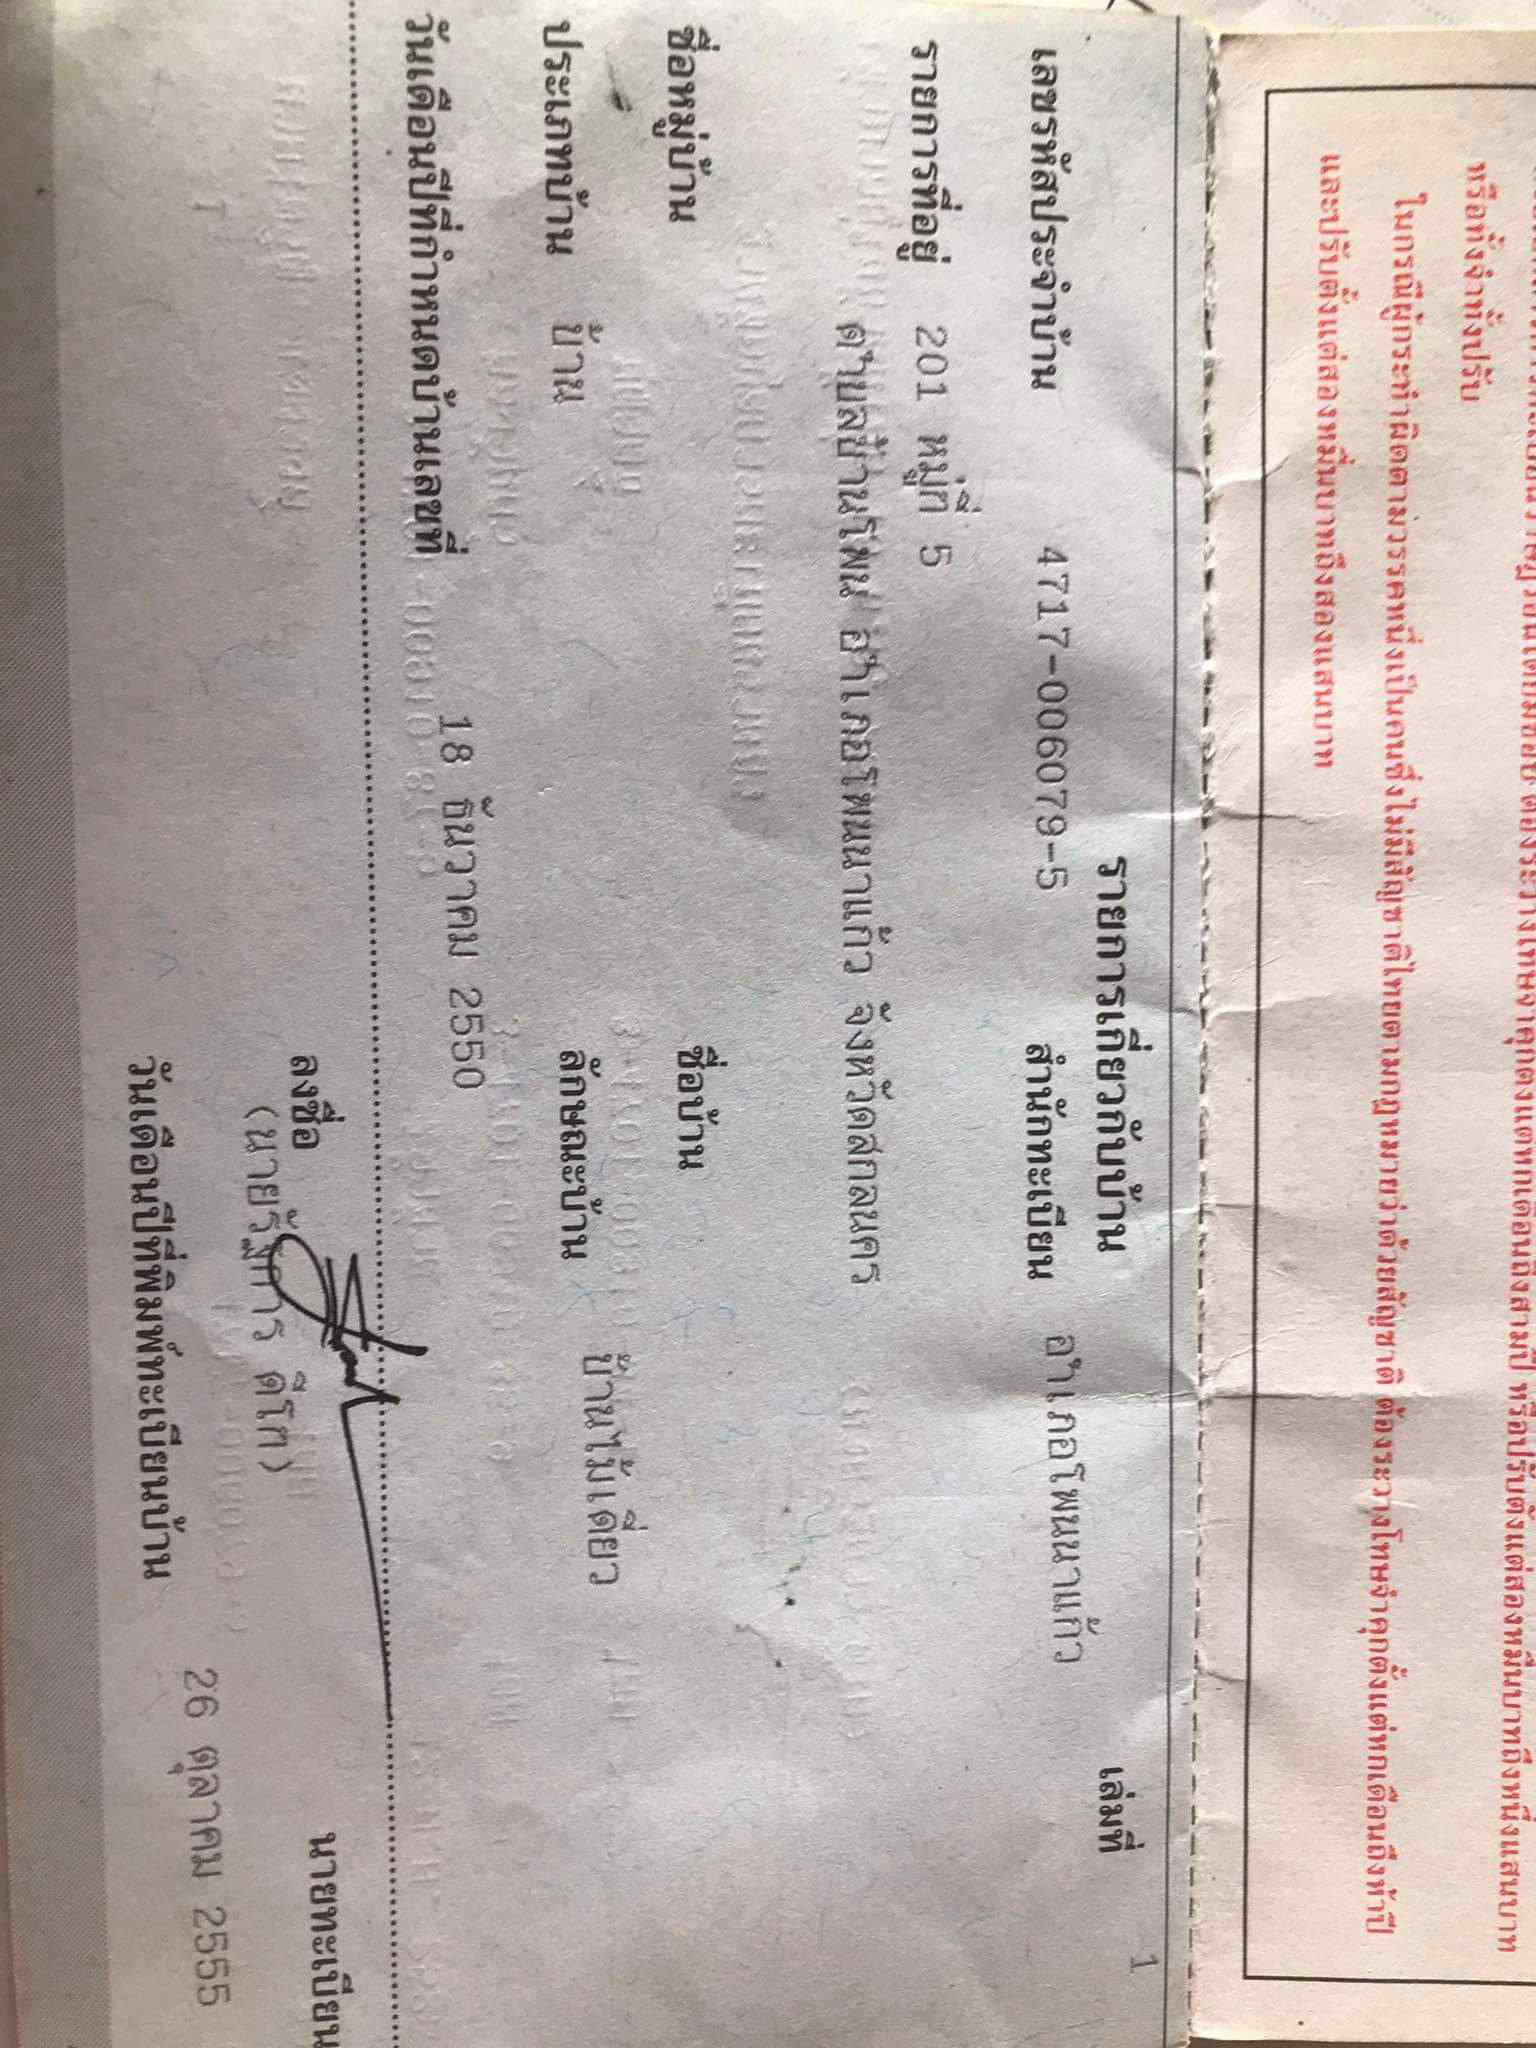 หรือทั้งจำทั้งปรับ
ในกรณีผู้กระทำผิดตามวรรคหนึ่งเป็นคนซึ่งไม่มีสัญชาติไทยตามกฎหมายว่าด้วยสัญชาติ ต้องระวางโทษจำคุกตั้งแต่หกเดือนถึงห้าปี
และปรับตั้งแต่สองหมื่นบาทถึงสองแสนบาท
1
รายการเกี่ยวกับบ้าน เล่มที่
เลขรหัสประจำบ้าน 4717-006079-5 สำนักทะเบียน อำเภอโพนนาแก้ว
รายการที่อยู่ 201 หมู่ที่ 5
ตำบลบ้านโพน อำเภอโพนนาแก้ว จังหวัดสกลนคร
ชื่อหมู่บ้าน ชื่อบ้าน
ประเภทบ้าน บ้าน ลักษณะบ้าน บ้านไม้เดี่ยว
วันเดือนปีที่กำหนดบ้านเลขที่ 18 ธันวาคม 2550
ลงชื่อ นายทะเบียน
(นายรัฐการ ดีโท)
วันเดือนปีที่พิมพ์ทะเบียนบ้าน 26 ตุลาคม 2555